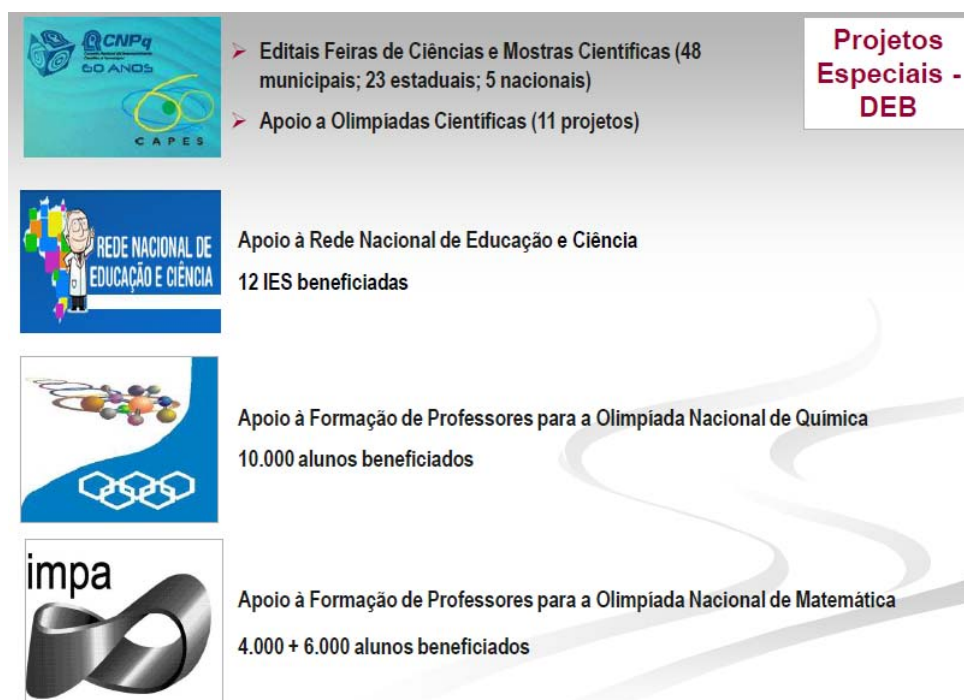 CNPq
60 ANOS
CAPES
Editais Feiras de Ciências e Mostras Científicas (48
municipais; 23 estaduais; 5 nacionais)
Apoio a Olimpíadas Científicas (11 projetos)
Projetos
Especiais -
DEB
REDE NACIONAL DE
EDUCAÇÃO E CIÊNCIA
Apoio à Rede Nacional de Educação e Ciência
12 IES beneficiadas
Apoio à Formação de Professores para a Olimpíada Nacional de Química
10.000 alunos beneficiados
impa
Apoio à Formação de Professores para a Olimpíada Nacional de Matemática
4.000 + 6.000 alunos beneficiados